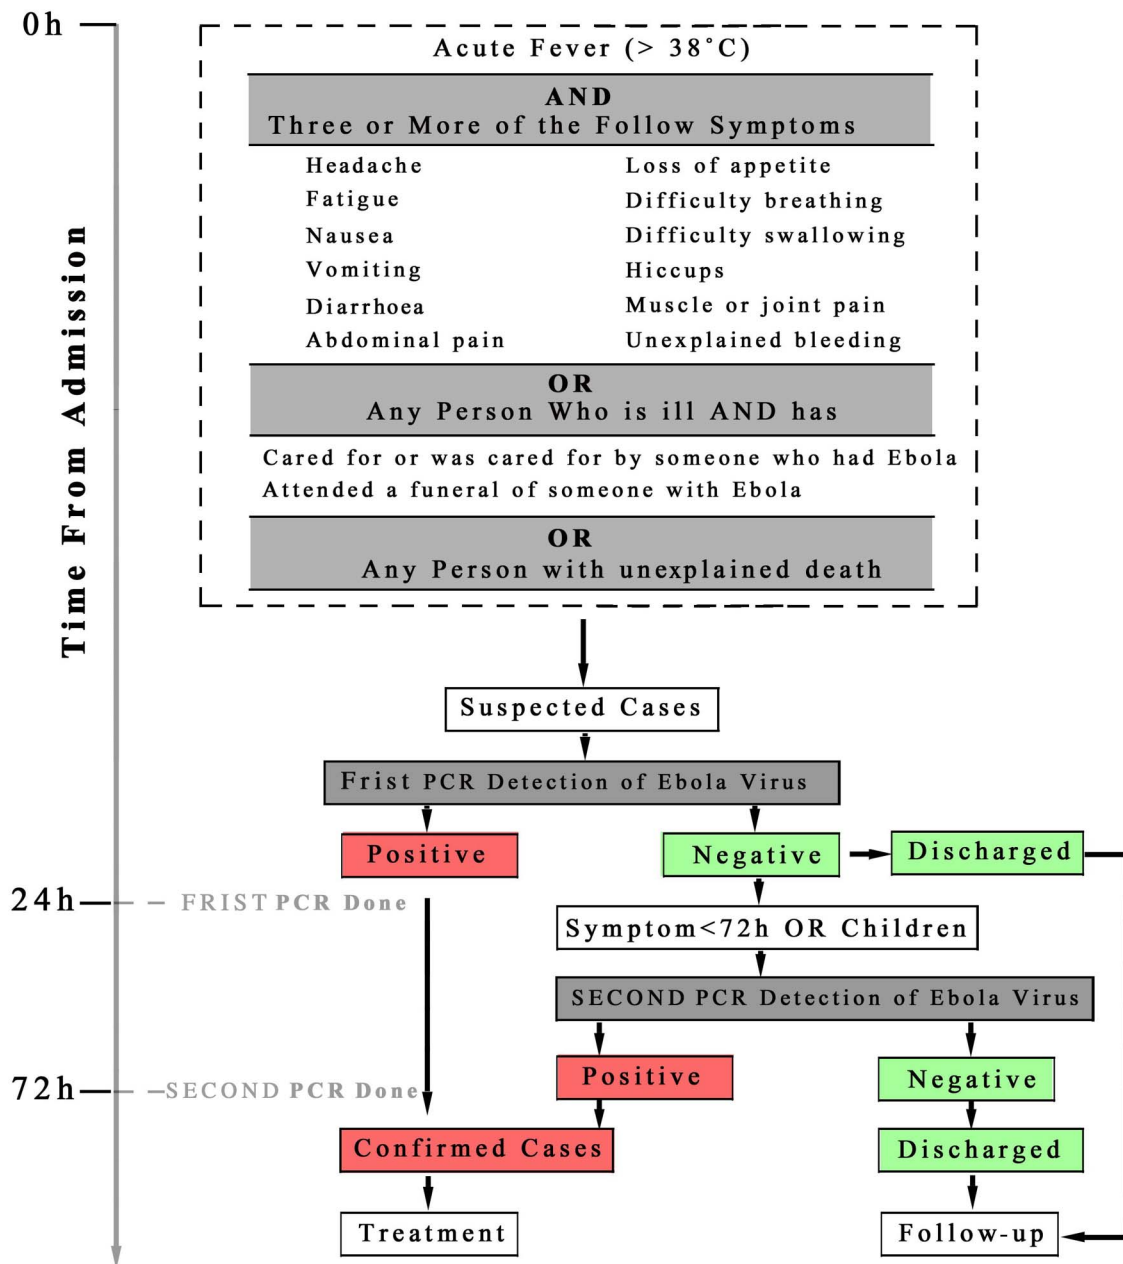 0h
Time From Admission
Acute Fever (> 38°C)
AND
Three or More of the Follow Symptoms
Headache
Loss of appetite
Fatigue
Difficulty breathing
Nausea
Difficulty swallowing
Vomiting
Hiccups
Diarrhoea
Muscle or joint pain
Abdominal pain
Unexplained bleeding
OR
Any Person Who is ill AND has
Cared for or was cared for by someone who had Ebola
Attended a funeral of someone with Ebola
OR
Any Person with unexplained death
Suspected Cases
Frist PCR Detection of Ebola Virus
Positive
Negative
Discharged
24h
FRIST PCR Done
Symptom<72h OR Children
SECOND PCR Detection of Ebola Virus
Positive
Negative
72h
SECOND PCR Done
Confirmed Cases
Discharged
Treatment
Follow-up